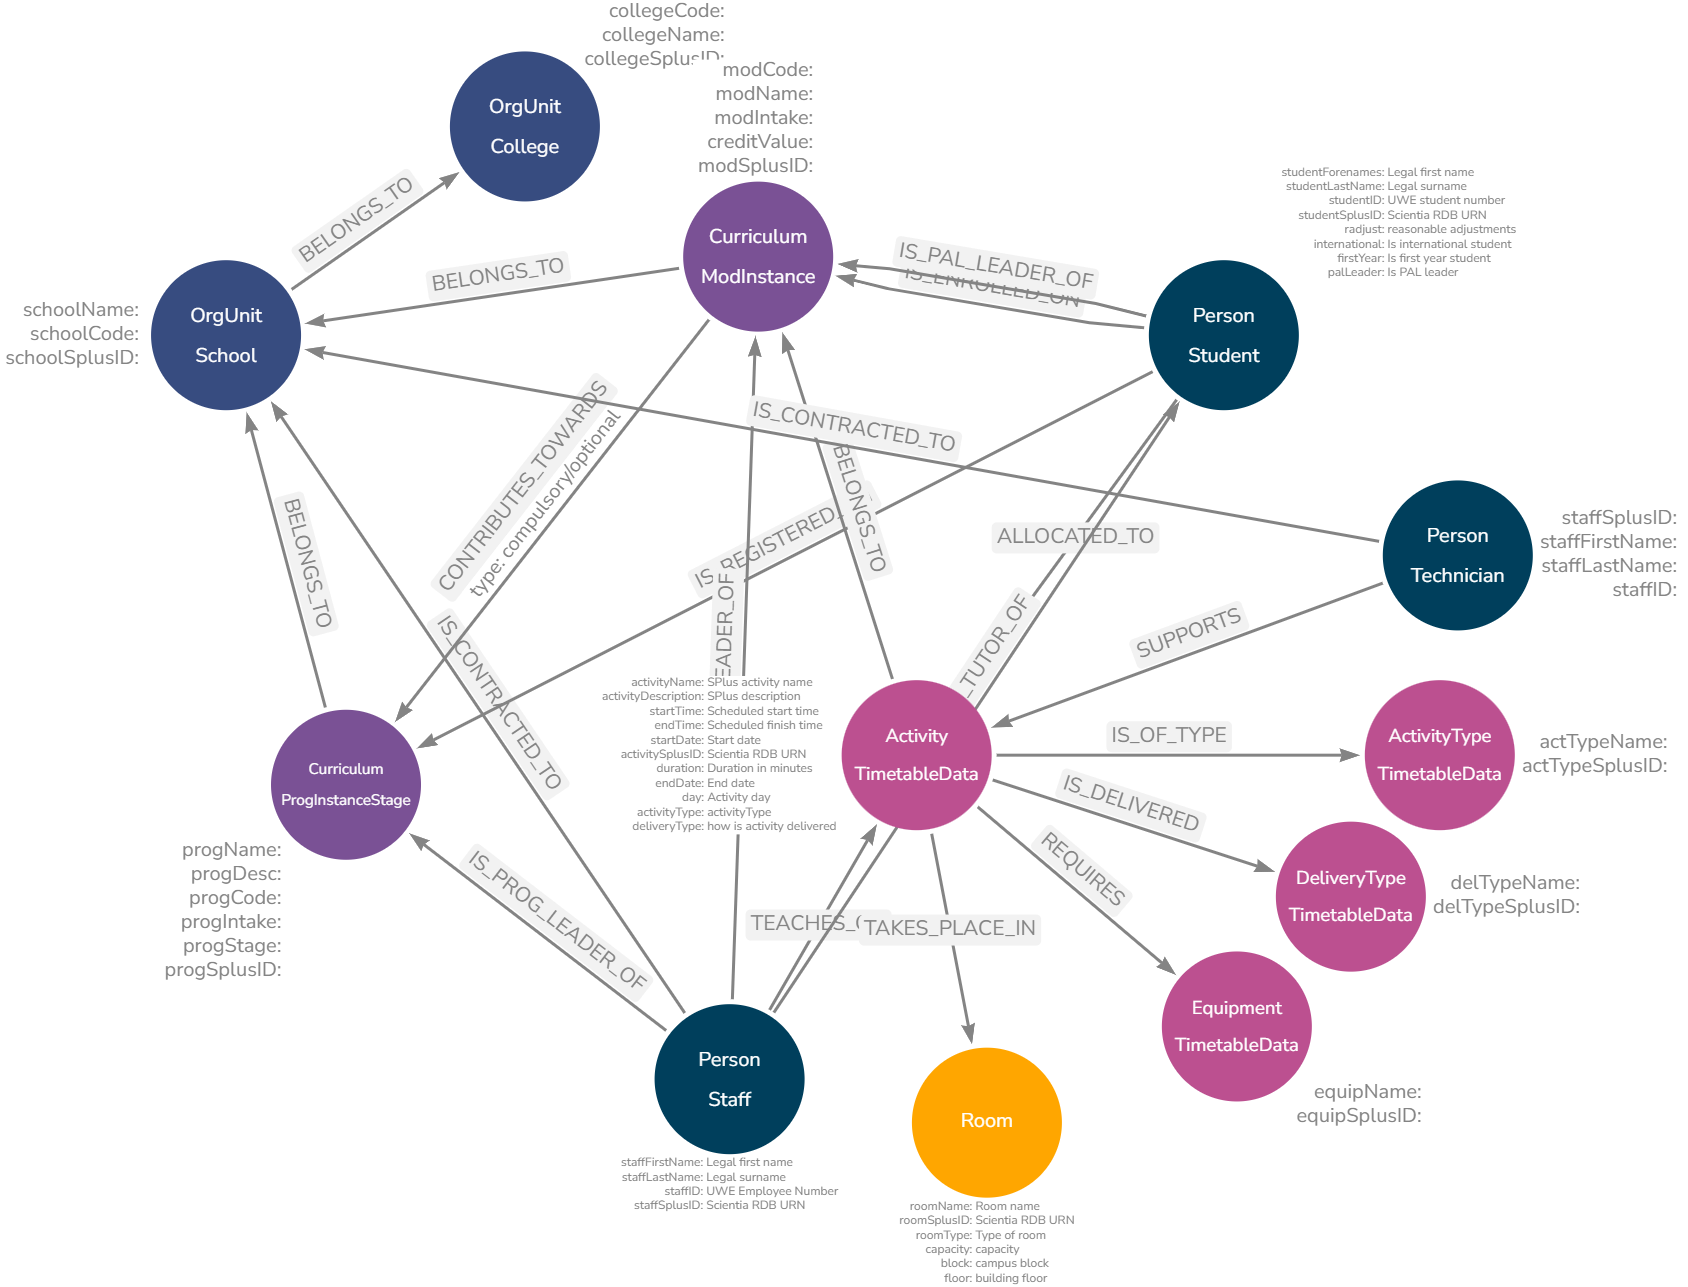 collegeCode:
collegeName:
collegeSplusID:
OrgUnit
College
modCode:
modName:
modIntake:
creditValue:
modSplusID:
Curriculum
ModInstance
studentForenames: Legal first name
studentLastName: Legal surname
studentID: UWE student number
studentSplusID: Scientia RDB URN
radjust: reasonable adjustments
international: Is international student
firstYear: Is first year student
palLeader: Is PAL leader
BELONGS_TO
BELONGS_TO
IS_PAL_LEADER_OF
IS_ENROLLED_ON
schoolName:
schoolCode:
schoolSplusID:
OrgUnit
School
Person
Student
IS_CONTRACTED_TO
CONTRIBUTES_TOWARDS
type: compulsory/optional
BELONGS_TO
BELONGS_TO
IS_REGISTERED_
ALLOCATED_TO
Person
Technician
staffSplusID:
staffFirstName:
staffLastName:
staffID:
EADER_OF
_TUTOR_OF
SUPPORTS
IS_CONTRACTED_TO
activityName: SPlus activity name
activityDescription: SPlus description
startTime: Scheduled start time
endTime: Scheduled finish time
startDate: Start date
activitySplusID: Scientia RDB URN
duration: Duration in minutes
endDate: End date
day: Activity day
activityType: activityType
deliveryType: how is activity delivered
Activity
TimetableData
IS_OF_TYPE
ActivityType
TimetableData
actTypeName:
actTypeSplusID:
Curriculum
ProgInstanceStage
IS_DELIVERED
progName:
progDesc:
progCode:
progIntake:
progStage:
progSplusID:
IS_PROG_LEADER_OF
REQUIRES
DeliveryType
TimetableData
delTypeName:
delTypeSplusID:
TEACHES_
TAKES_PLACE_IN
Equipment
TimetableData
equipName:
equipSplusID:
Person
Staff
Room
staffFirstName: Legal first name
staffLastName: Legal surname
staffID: UWE Employee Number
staffSplusID: Scientia RDB URN
roomName: Room name
roomSplusID: Scientia RDB URN
roomType: Type of room
capacity: capacity
block: campus block
floor: building floor